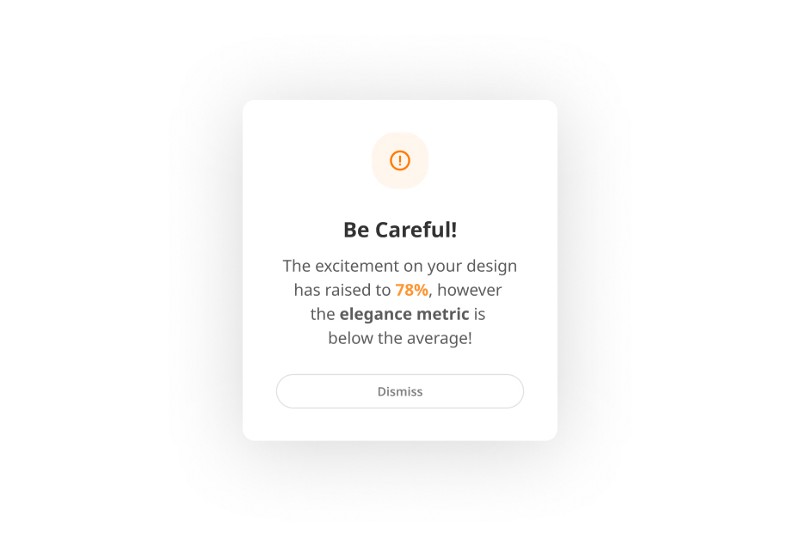 Be Careful!
The excitement on your design
has raised to 78%, however
the elegance metric is
below the average!
Dismiss